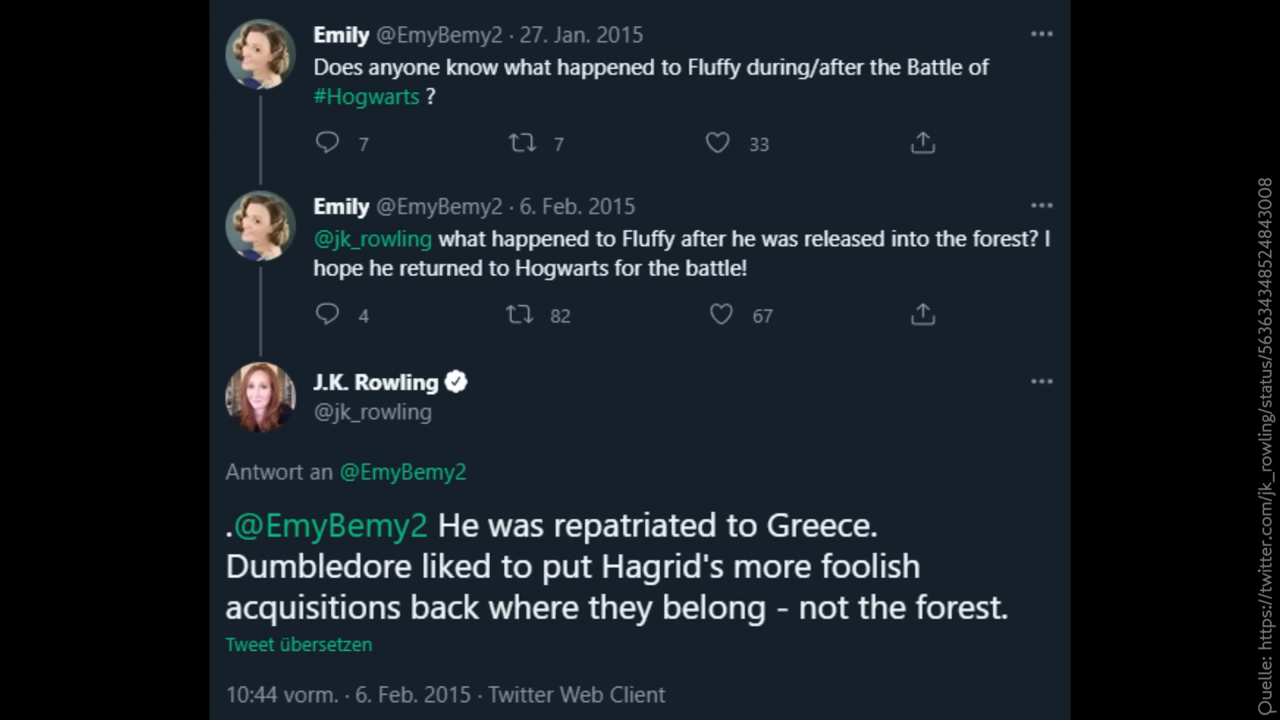 Emily @EmyBemy2 · 27. Jan. 2015
Does anyone know what happened to Fluffy during/after the Battle of
#Hogwarts ?
7 7 33
Emily @EmyBemy2 · 6. Feb. 2015
@jk_rowling what happened to Fluffy after he was released into the forest? I
hope he returned to Hogwarts for the battle!
4 82 67
J.K. Rowling
@jk_rowling
Antwort an @EmyBemy2
.@EmyBemy2 He was repatriated to Greece.
Dumbledore liked to put Hagrid's more foolish
acquisitions back where they belong - not the forest.
Tweet übersetzen
10:44 vorm. · 6. Feb. 2015 · Twitter Web Client
Quelle: https://twitter.com/jk_rowling/status/563634348524843008